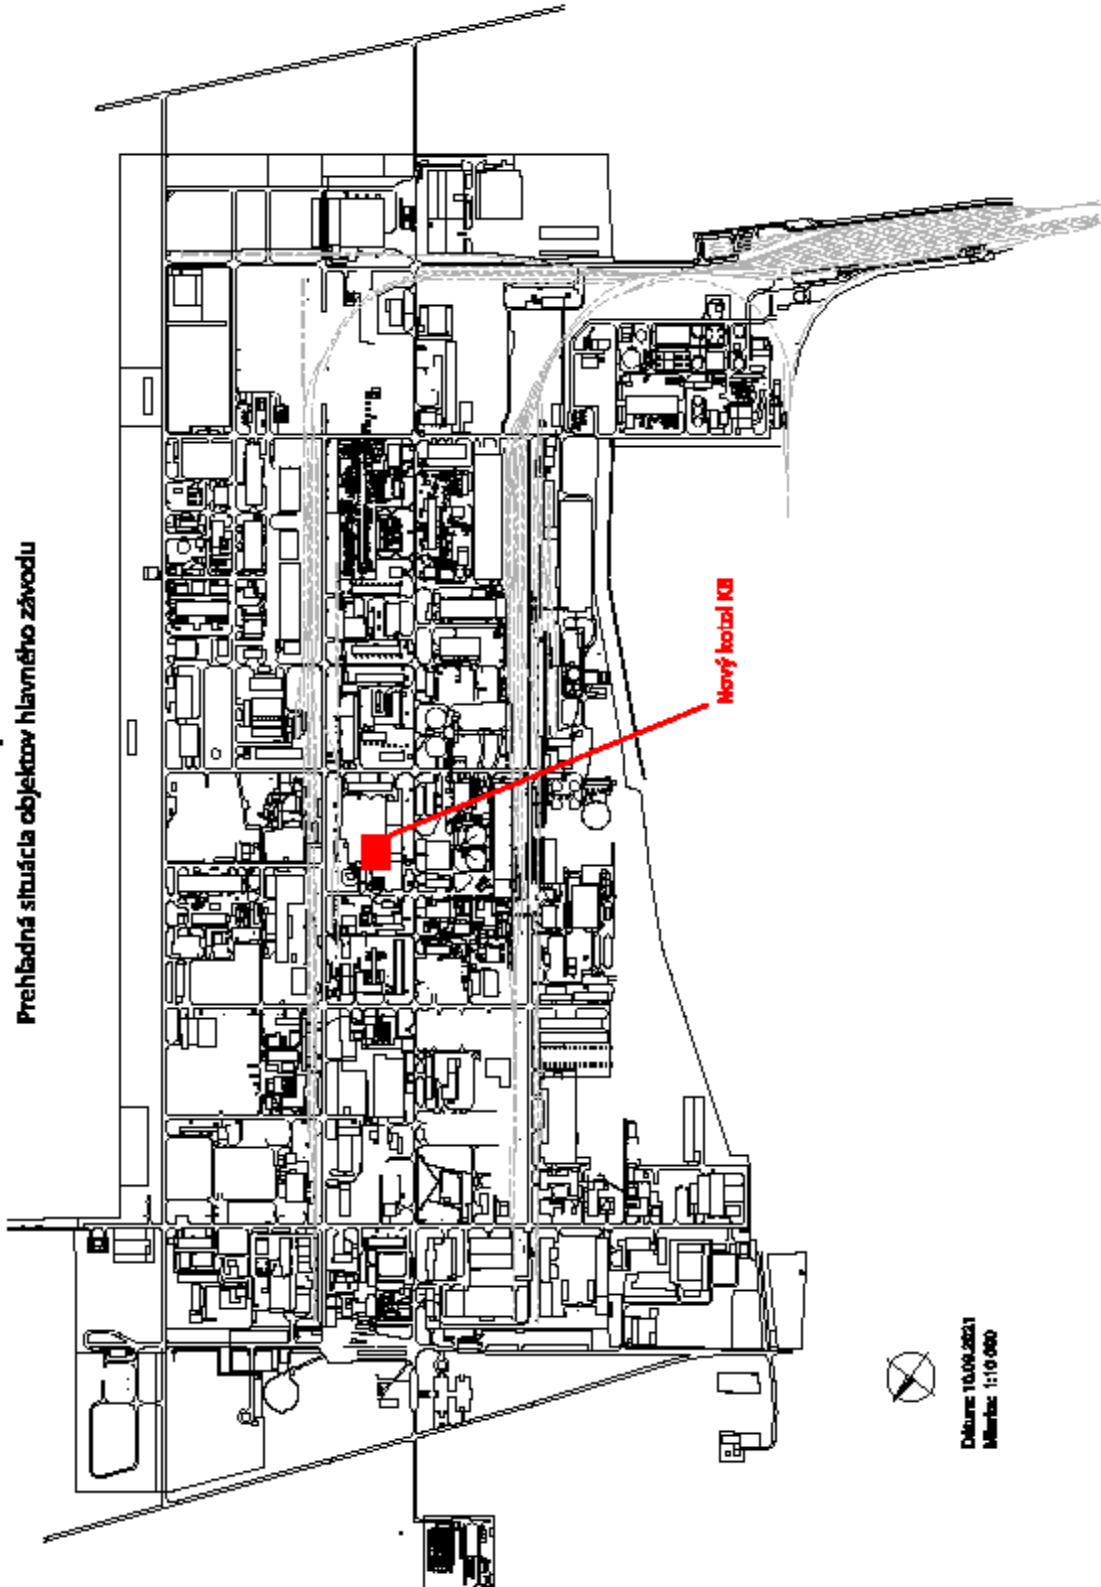 Prehľadná situácia objektov hlavného závodu
Nový kotol K8
Dátum: 10.09.2021
Mierka: 1:10 000